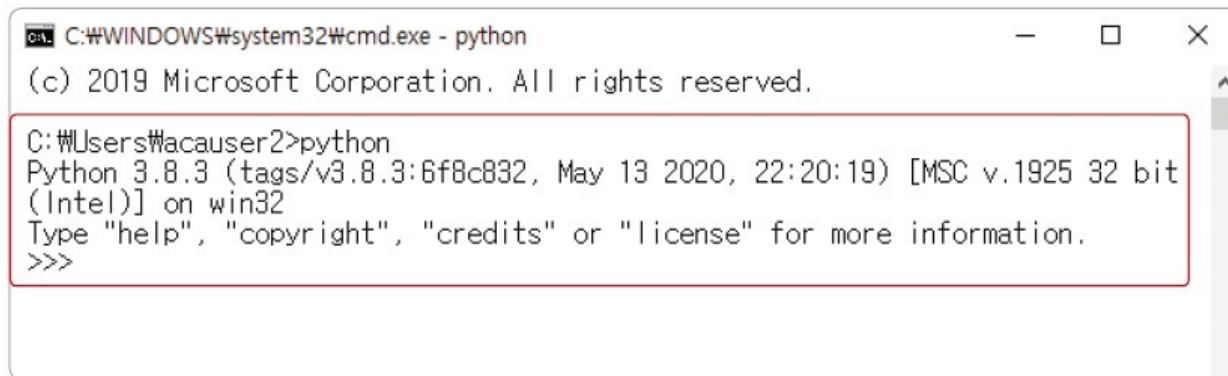 C:₩WINDOWS₩system32₩cmd.exe - python
(c) 2019 Microsoft Corporation. All rights reserved.
C:₩Users₩acauser2>python
Python 3.8.3 (tags/v3.8.3:6f8c832, May 13 2020, 22:20:19) [MSC v.1925 32 bit
(Intel)] on win32
Type "help", "copyright", "credits" or "license" for more information.
>>>